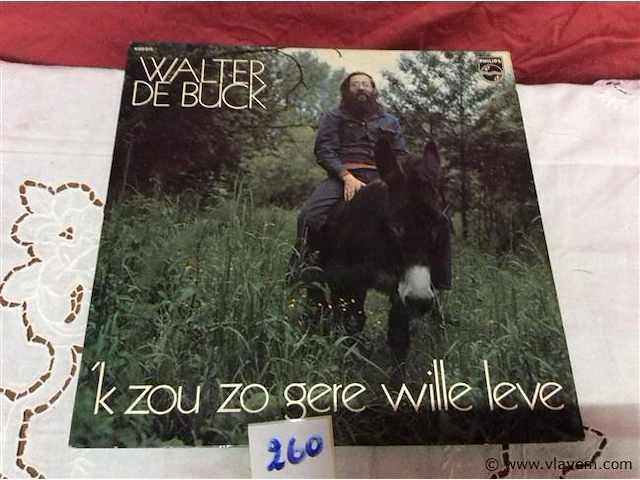 WALTER
DE BUCK
PHILIPS
'k zou zo gere wille leve
260
© www.vlavem.com